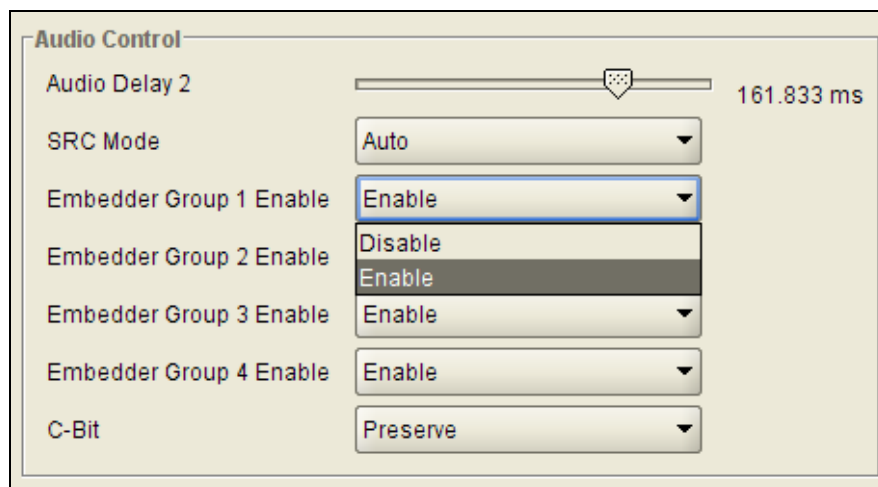 Audio Control
Audio Delay 2 161.833 ms
SRC Mode Auto
Embedder Group 1 Enable Enable
Disable
Embedder Group 2 Enable
Enable
Embedder Group 3 Enable Enable
Embedder Group 4 Enable Enable
C-Bit Preserve